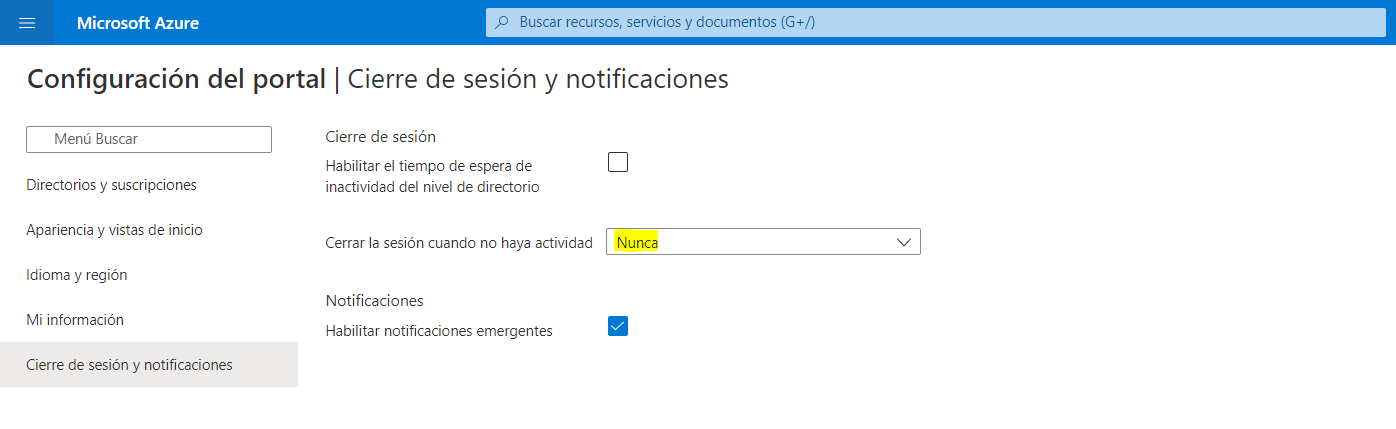 Microsoft Azure
Buscar recursos, servicios y documentos (G+/)
Configuración del portal | Cierre de sesión y notificaciones
Menú Buscar
Directorios y suscripciones
Apariencia y vistas de inicio
Idioma y región
Mi información
Cierre de sesión y notificaciones
Cierre de sesión
Habilitar el tiempo de espera de
inactividad del nivel de directorio
Cerrar la sesión cuando no haya actividad
Nunca
Notificaciones
Habilitar notificaciones emergentes